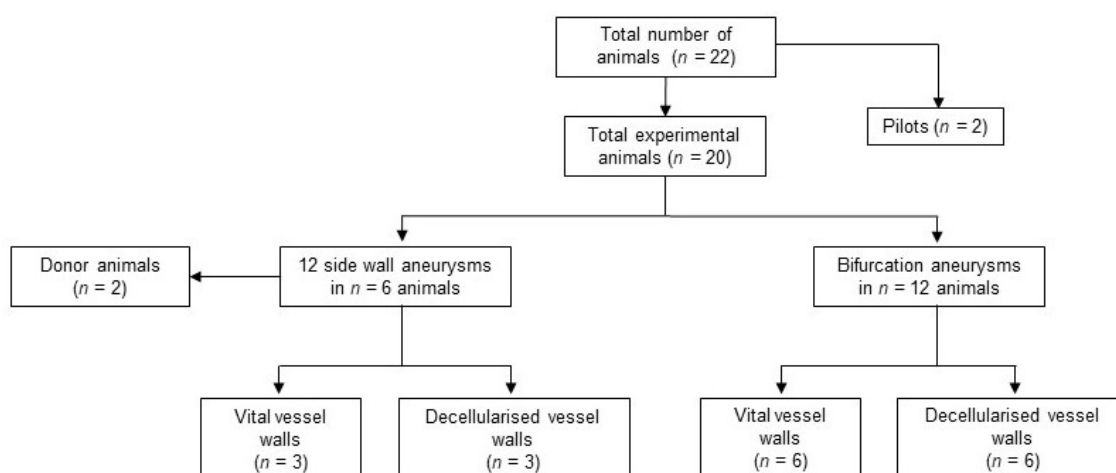 Total number of
animals (n = 22)
Pilots (n = 2)
Total experimental
animals (n = 20)
Donor animals
(n = 2)
12 side wall aneurysms
in n = 6 animals
Bifurcation aneurysms
in n = 12 animals
Vital vessel
walls
(n = 3)
Decellularised vessel
walls
(n = 3)
Vital vessel
walls
(n = 6)
Decellularised vessel
walls
(n = 6)